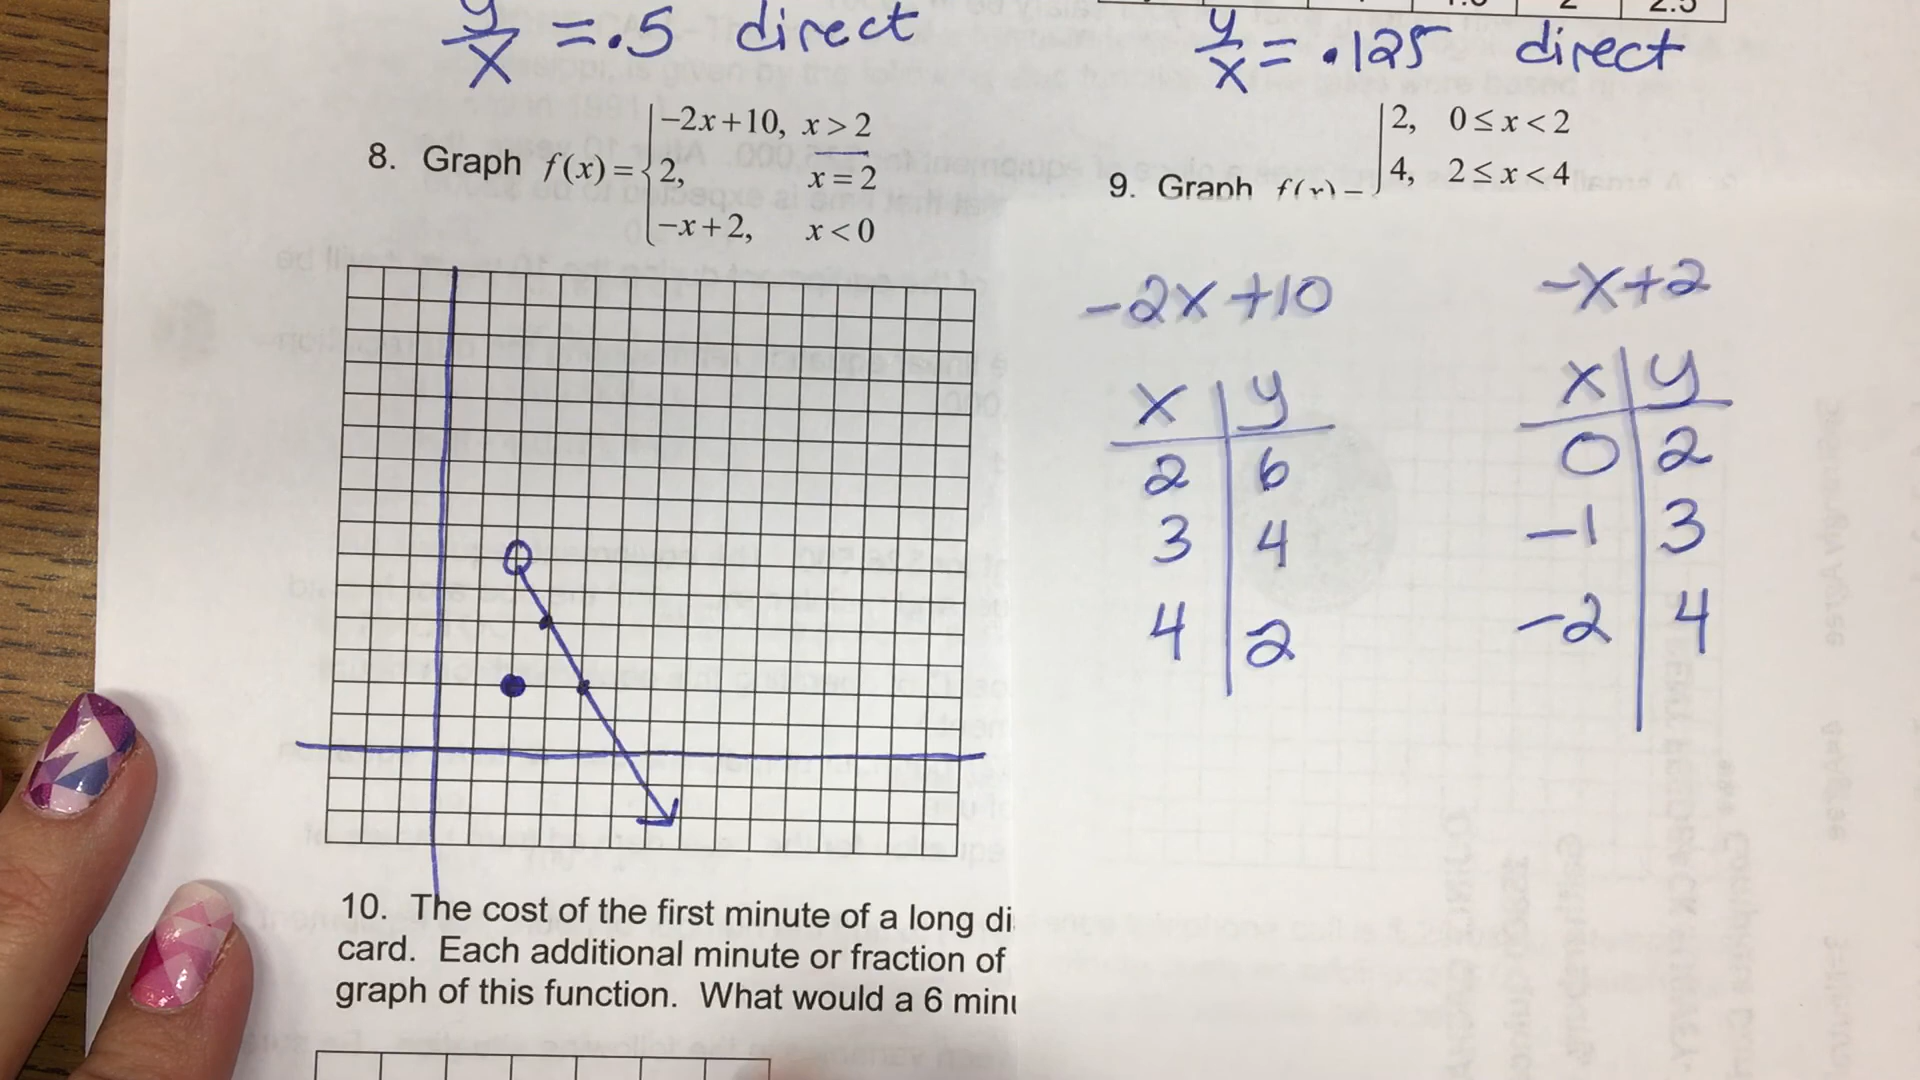 y/x = .5 direct
y/x = .125 direct
2.5
8. Graph f(x) = { -2x+10, x > 2
2, x = 2
-x+2, x < 0
9. Graph f(x) = { 2, 0 ≤ x < 2
4, 2 ≤ x < 4
-2x+10
x | y
2 | 6
3 | 4
4 | 2
-x+2
x | y
0 | 2
-1 | 3
-2 | 4
10. The cost of the first minute of a long di
card. Each additional minute or fraction of
graph of this function. What would a 6 minu